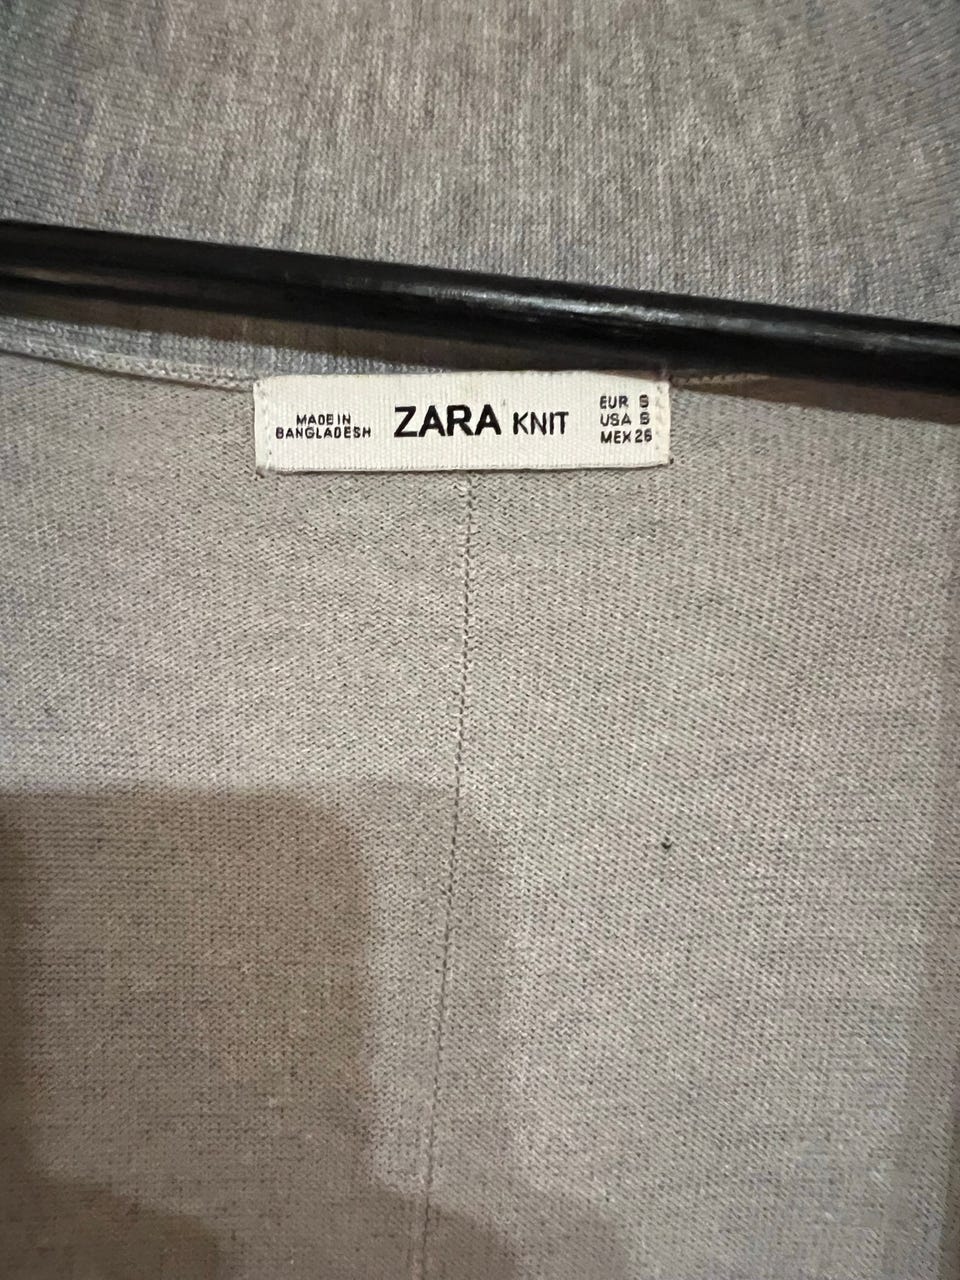 MADE IN
BANGLADESH
ZARA KNIT
EUR S
USA S
MEX 26